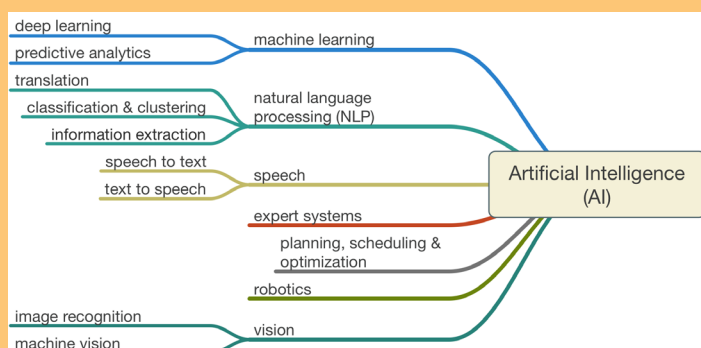 deep learning
predictive analytics
machine learning
translation
classification & clustering
information extraction
natural language
processing (NLP)
speech to text
text to speech
speech
expert systems
planning, scheduling &
optimization
robotics
image recognition
machine vision
vision
Artificial Intelligence
(AI)